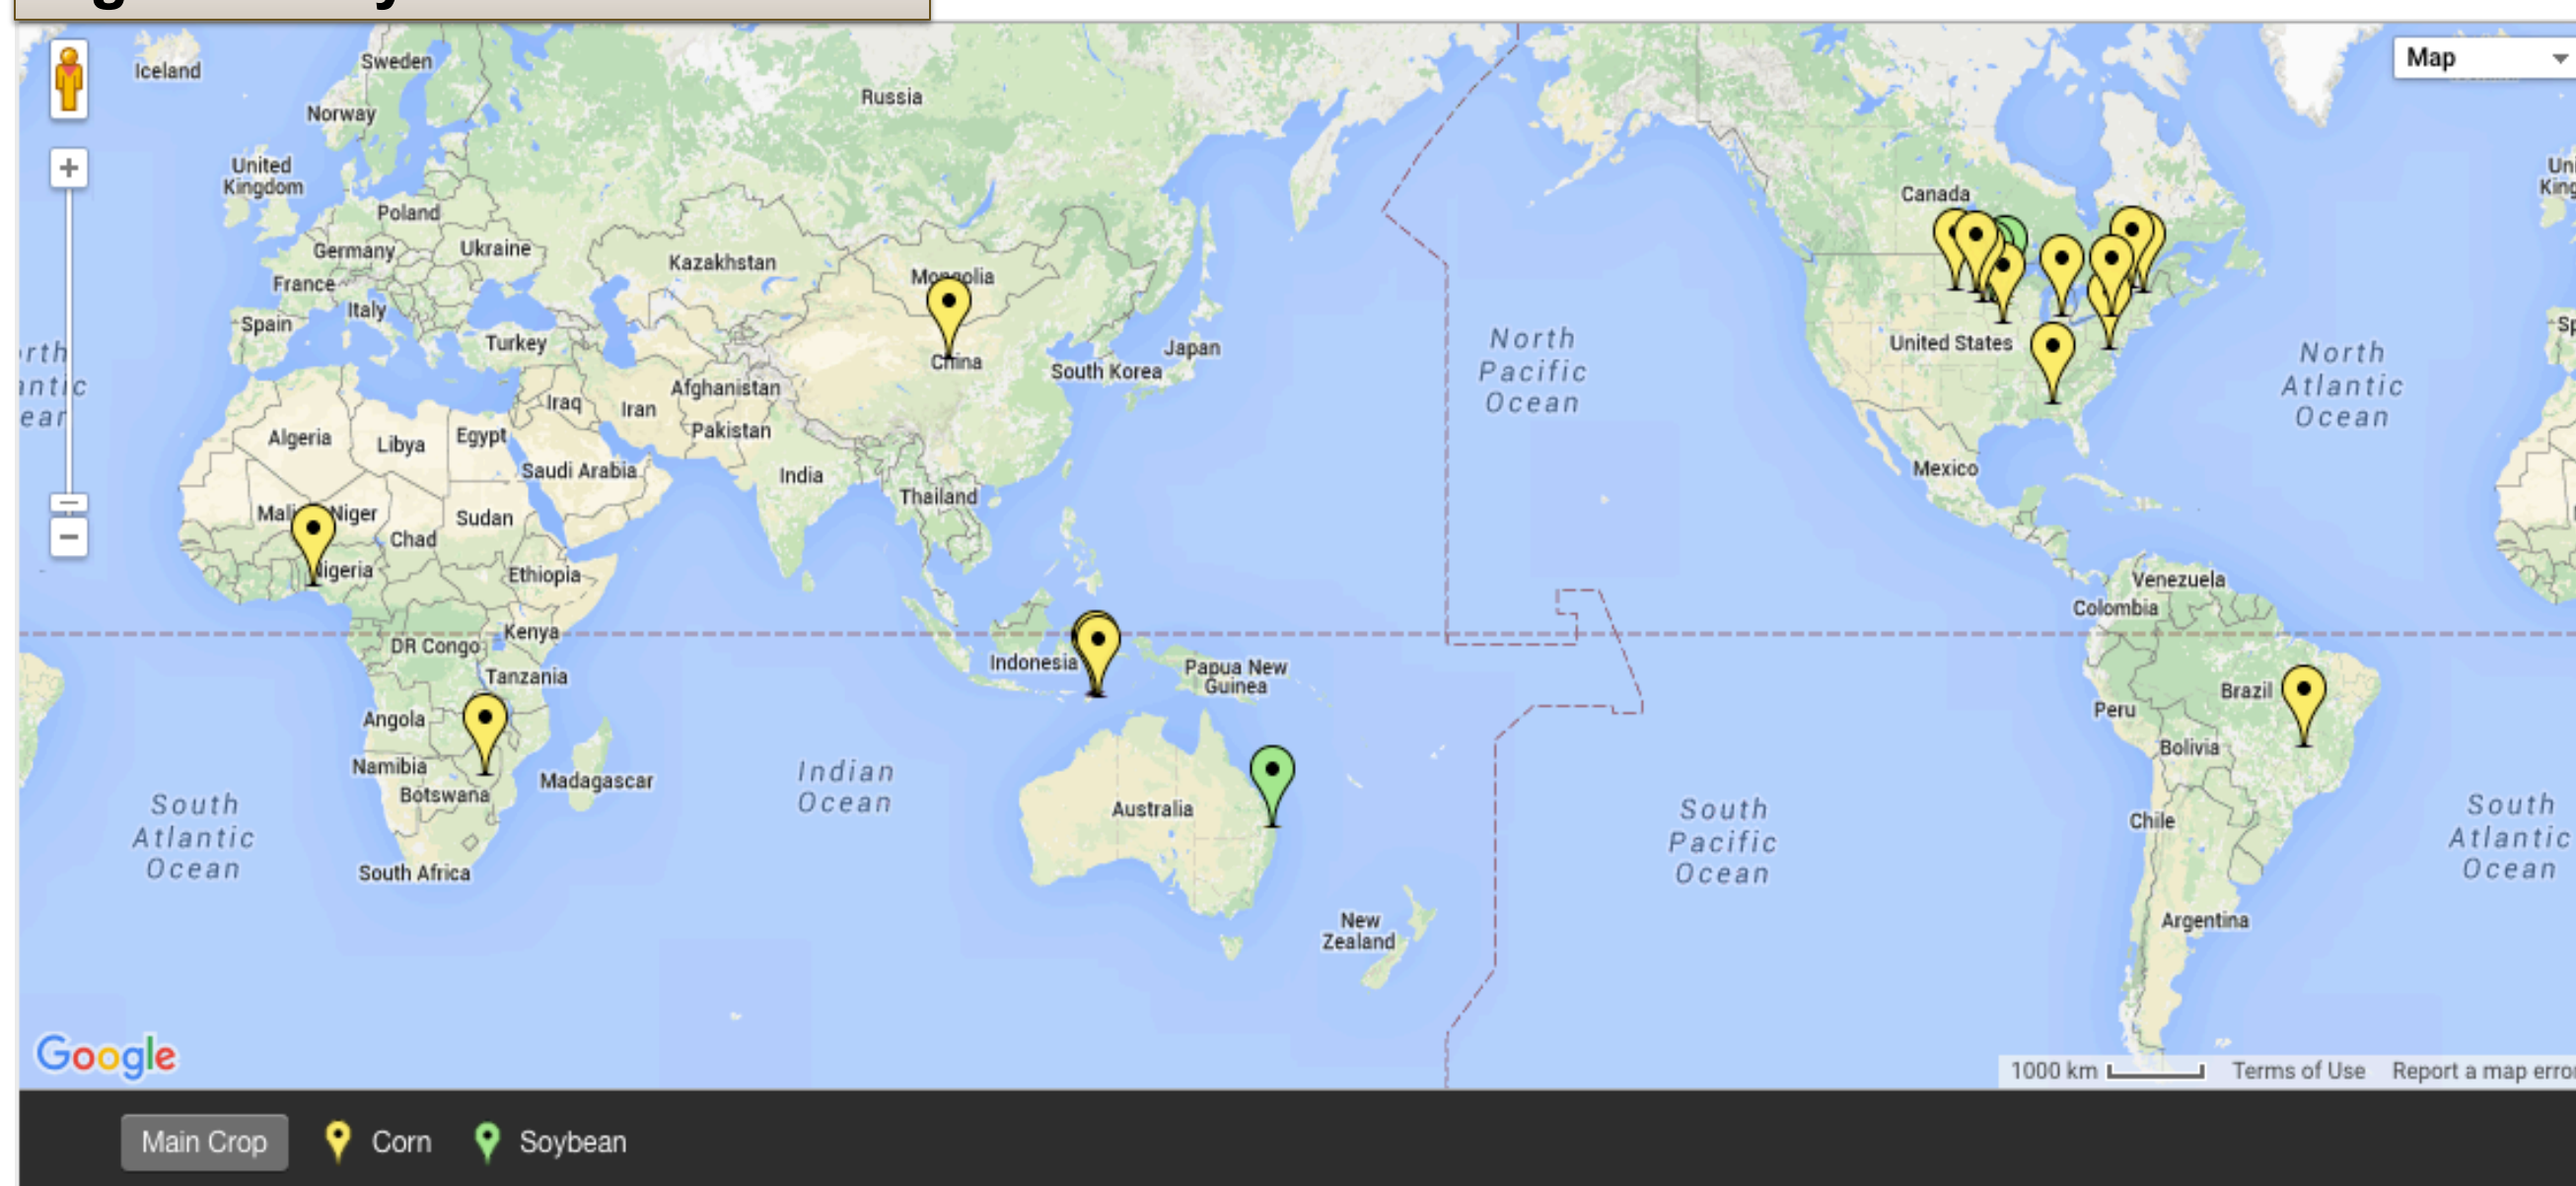 Iceland
Sweden
Norway
Russia
Map
United
Kingdom
Poland
Germany
Ukraine
France
Kazakhstan
Mongolia
Italy
Spain
Turkey
China
Japan
South Korea
Afghanistan
Iraq
Iran
Pakistan
Algeria
Libya
Egypt
Saudi Arabia
India
Thailand
Mali
Niger
Chad
Sudan
Nigeria
Ethiopia
Kenya
DR Congo
Tanzania
Indonesia
Papua New
Guinea
Angola
Namibia
Botswana
Madagascar
South Africa
Australia
New
Zealand
South
Atlantic
Ocean
Indian
Ocean
North
Pacific
Ocean
South
Pacific
Ocean
Canada
United States
Mexico
North
Atlantic
Ocean
Venezuela
Colombia
Brazil
Peru
Bolivia
Chile
Argentina
South
Atlantic
Ocean
Google
1000 km
Terms of Use
Report a map error
Main Crop
Corn
Soybean